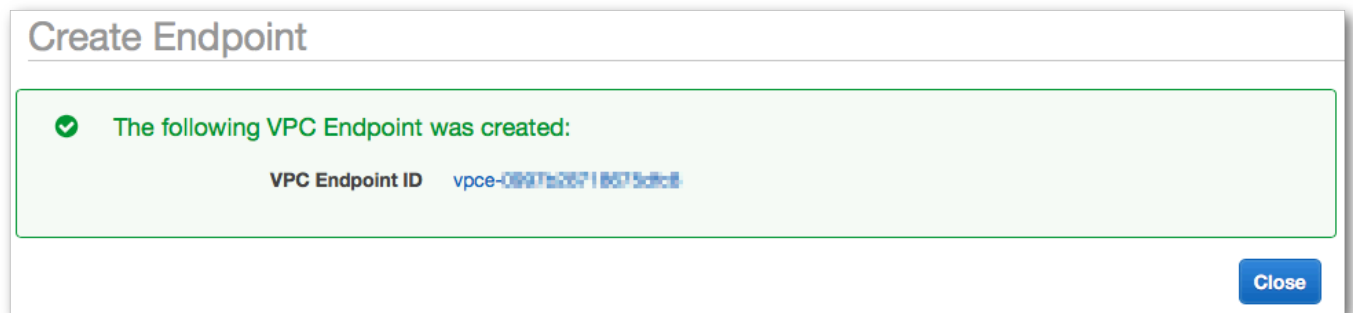 Create Endpoint
The following VPC Endpoint was created:
VPC Endpoint ID vpce-
Close